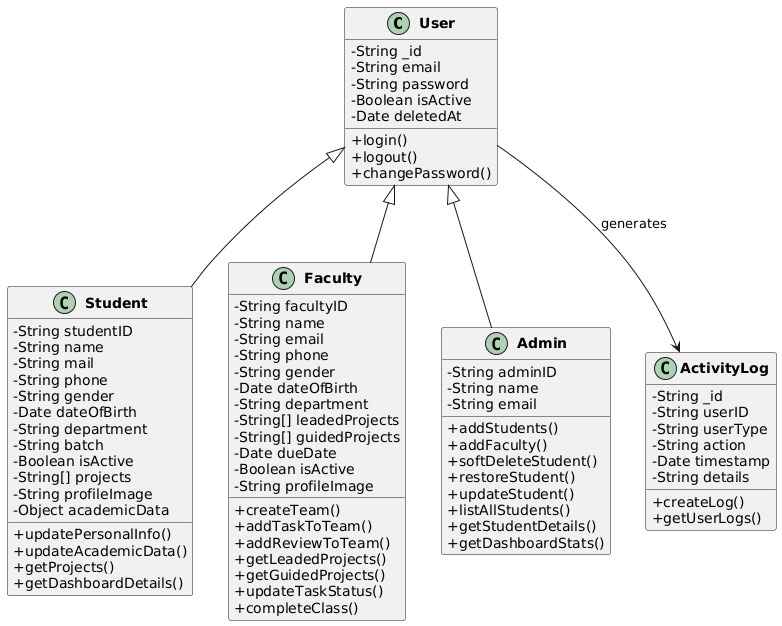 C User
-String _id
-String email
-String password
-Boolean isActive
-Date deletedAt
+login()
+logout()
+changePassword()
generates
C Student
-String studentID
-String name
-String mail
-String phone
-String gender
-Date dateOfBirth
-String department
-String batch
-Boolean isActive
-String[] projects
-String profileImage
-Object academicData
+updatePersonalInfo()
+updateAcademicData()
+getProjects()
+getDashboardDetails()
C Faculty
-String facultyID
-String name
-String email
-String phone
-String gender
-Date dateOfBirth
-String department
-String[] leadedProjects
-String[] guidedProjects
-Date dueDate
-Boolean isActive
-String profileImage
+createTeam()
+addTaskToTeam()
+addReviewToTeam()
+getLeadedProjects()
+getGuidedProjects()
+updateTaskStatus()
+completeClass()
C Admin
-String adminID
-String name
-String email
+addStudents()
+addFaculty()
+softDeleteStudent()
+restoreStudent()
+updateStudent()
+listAllStudents()
+getStudentDetails()
+getDashboardStats()
C ActivityLog
-String _id
-String userID
-String userType
-String action
-Date timestamp
-String details
+createLog()
+getUserLogs()